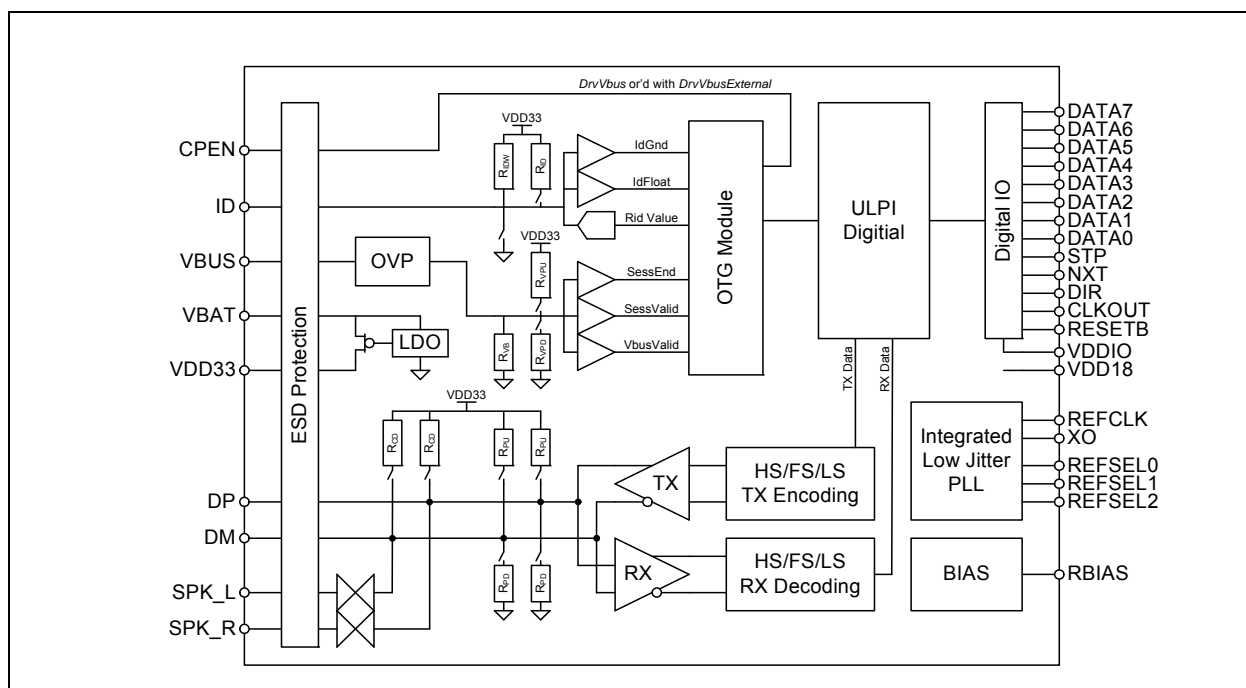 DrvVbus or'd with DrvVbusExternal
CPEN
ID
VBUS
VBAT
VDD33
DP
DM
SPK_L
SPK_R
ESD Protection
VDD33
RIDW
RID
IdGnd
IdFloat
Rid Value
OVP
VDD33
RVPU
RVB
RVPD
SessEnd
SessValid
VbusValid
LDO
OTG Module
ULPI
Digitial
TX Data
RX Data
Digital IO
DATA7
DATA6
DATA5
DATA4
DATA3
DATA2
DATA1
DATA0
STP
NXT
DIR
CLKOUT
RESETB
VDDIO
VDD18
VDD33
RCD
RCD
RPU
RPU
RPD
RPD
TX
RX
HS/FS/LS
TX Encoding
HS/FS/LS
RX Decoding
Integrated
Low Jitter
PLL
REFCLK
XO
REFSEL0
REFSEL1
REFSEL2
BIAS
RBIAS